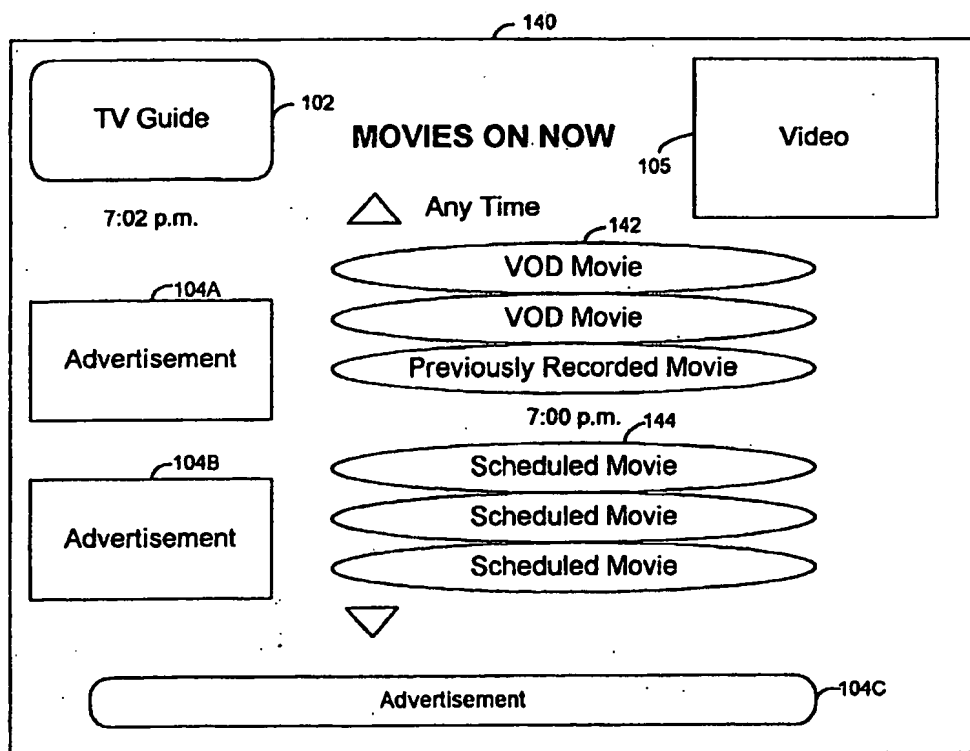 140
TV Guide
102
MOVIES ON NOW
Video
105
7:02 p.m.
Any Time
142
VOD Movie
104A
VOD Movie
Advertisement
Previously Recorded Movie
7:00 p.m.
144
104B
Scheduled Movie
Advertisement
Scheduled Movie
Scheduled Movie
Advertisement
104C